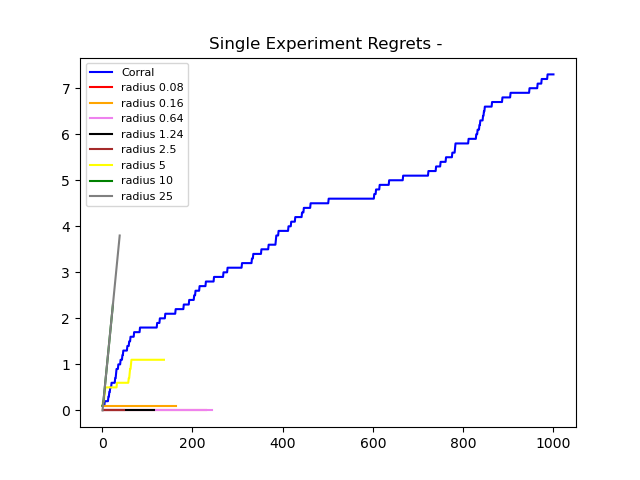 Single Experiment Regrets -
Corral
radius 0.08
radius 0.16
radius 0.64
radius 1.24
radius 2.5
radius 5
radius 10
radius 25
7
6
5
4
3
2
1
0
0 200 400 600 800 1000